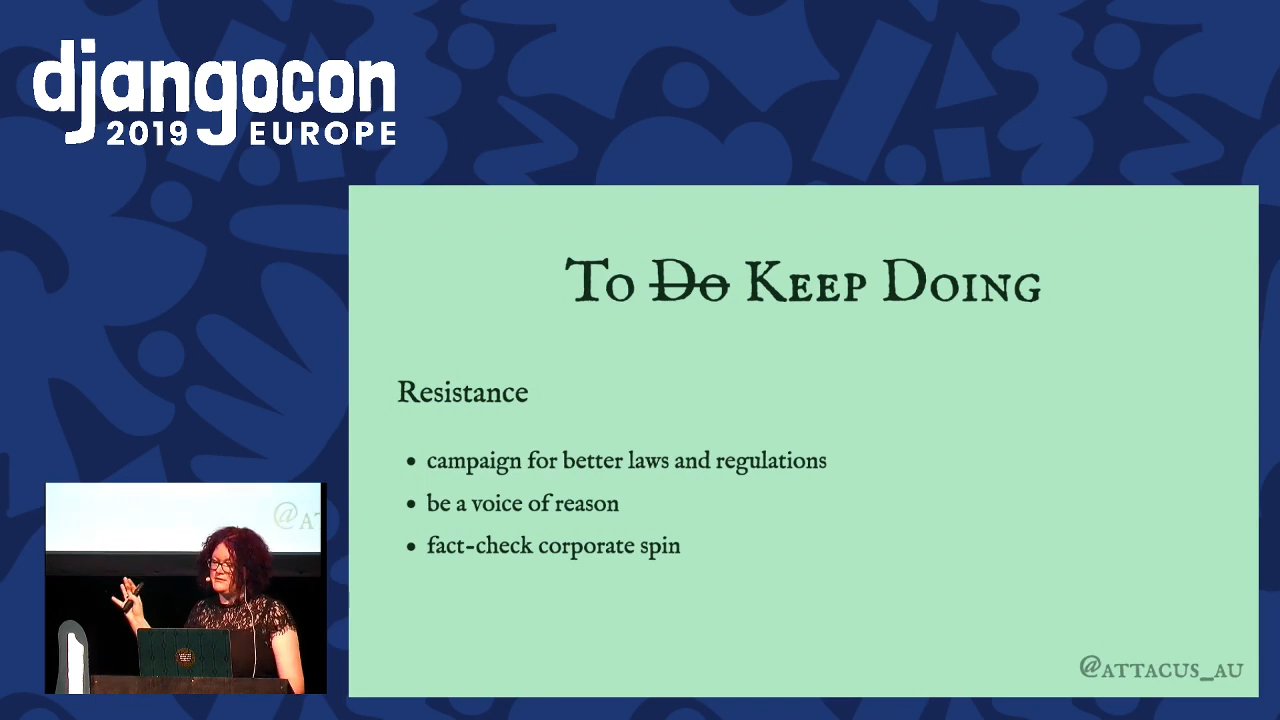 djangocon
2019 EUROPE
To Do Keep Doing
Resistance
• campaign for better laws and regulations
• be a voice of reason
• fact-check corporate spin
@ATTACUS_AU
@AT